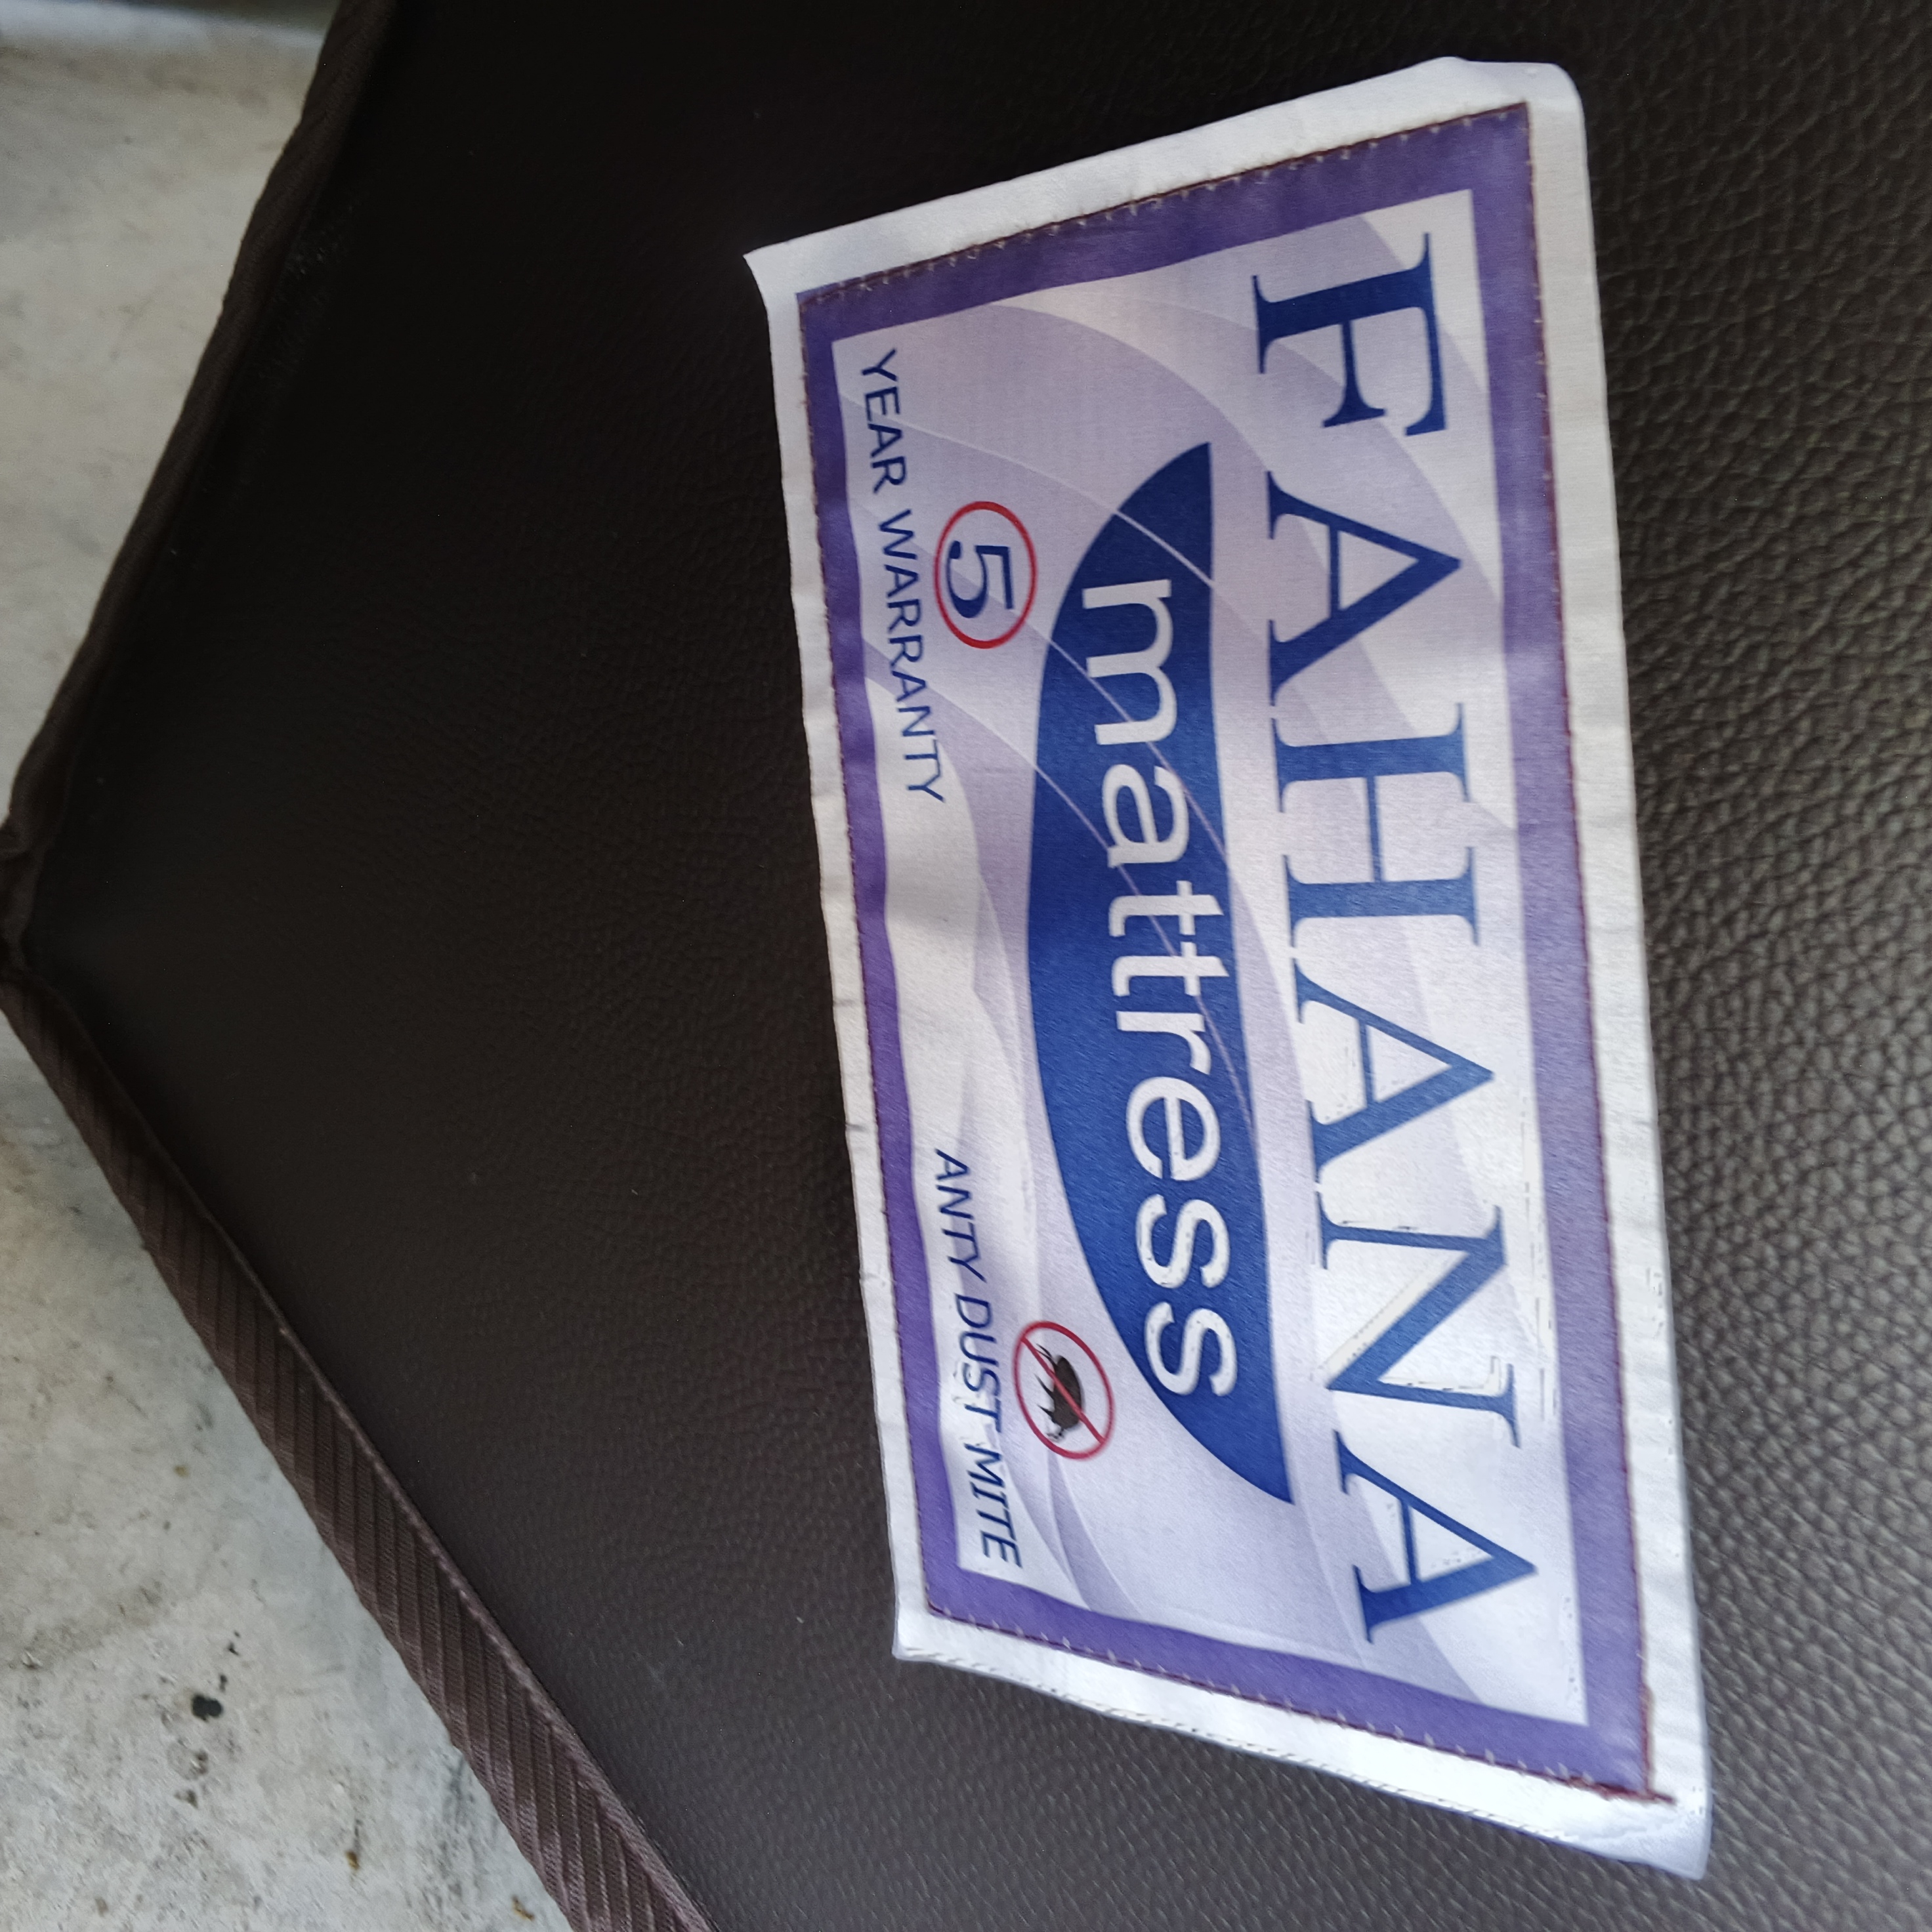 FAHANA
mattress
5
YEAR WARRANTY
ANTY DUST MITE